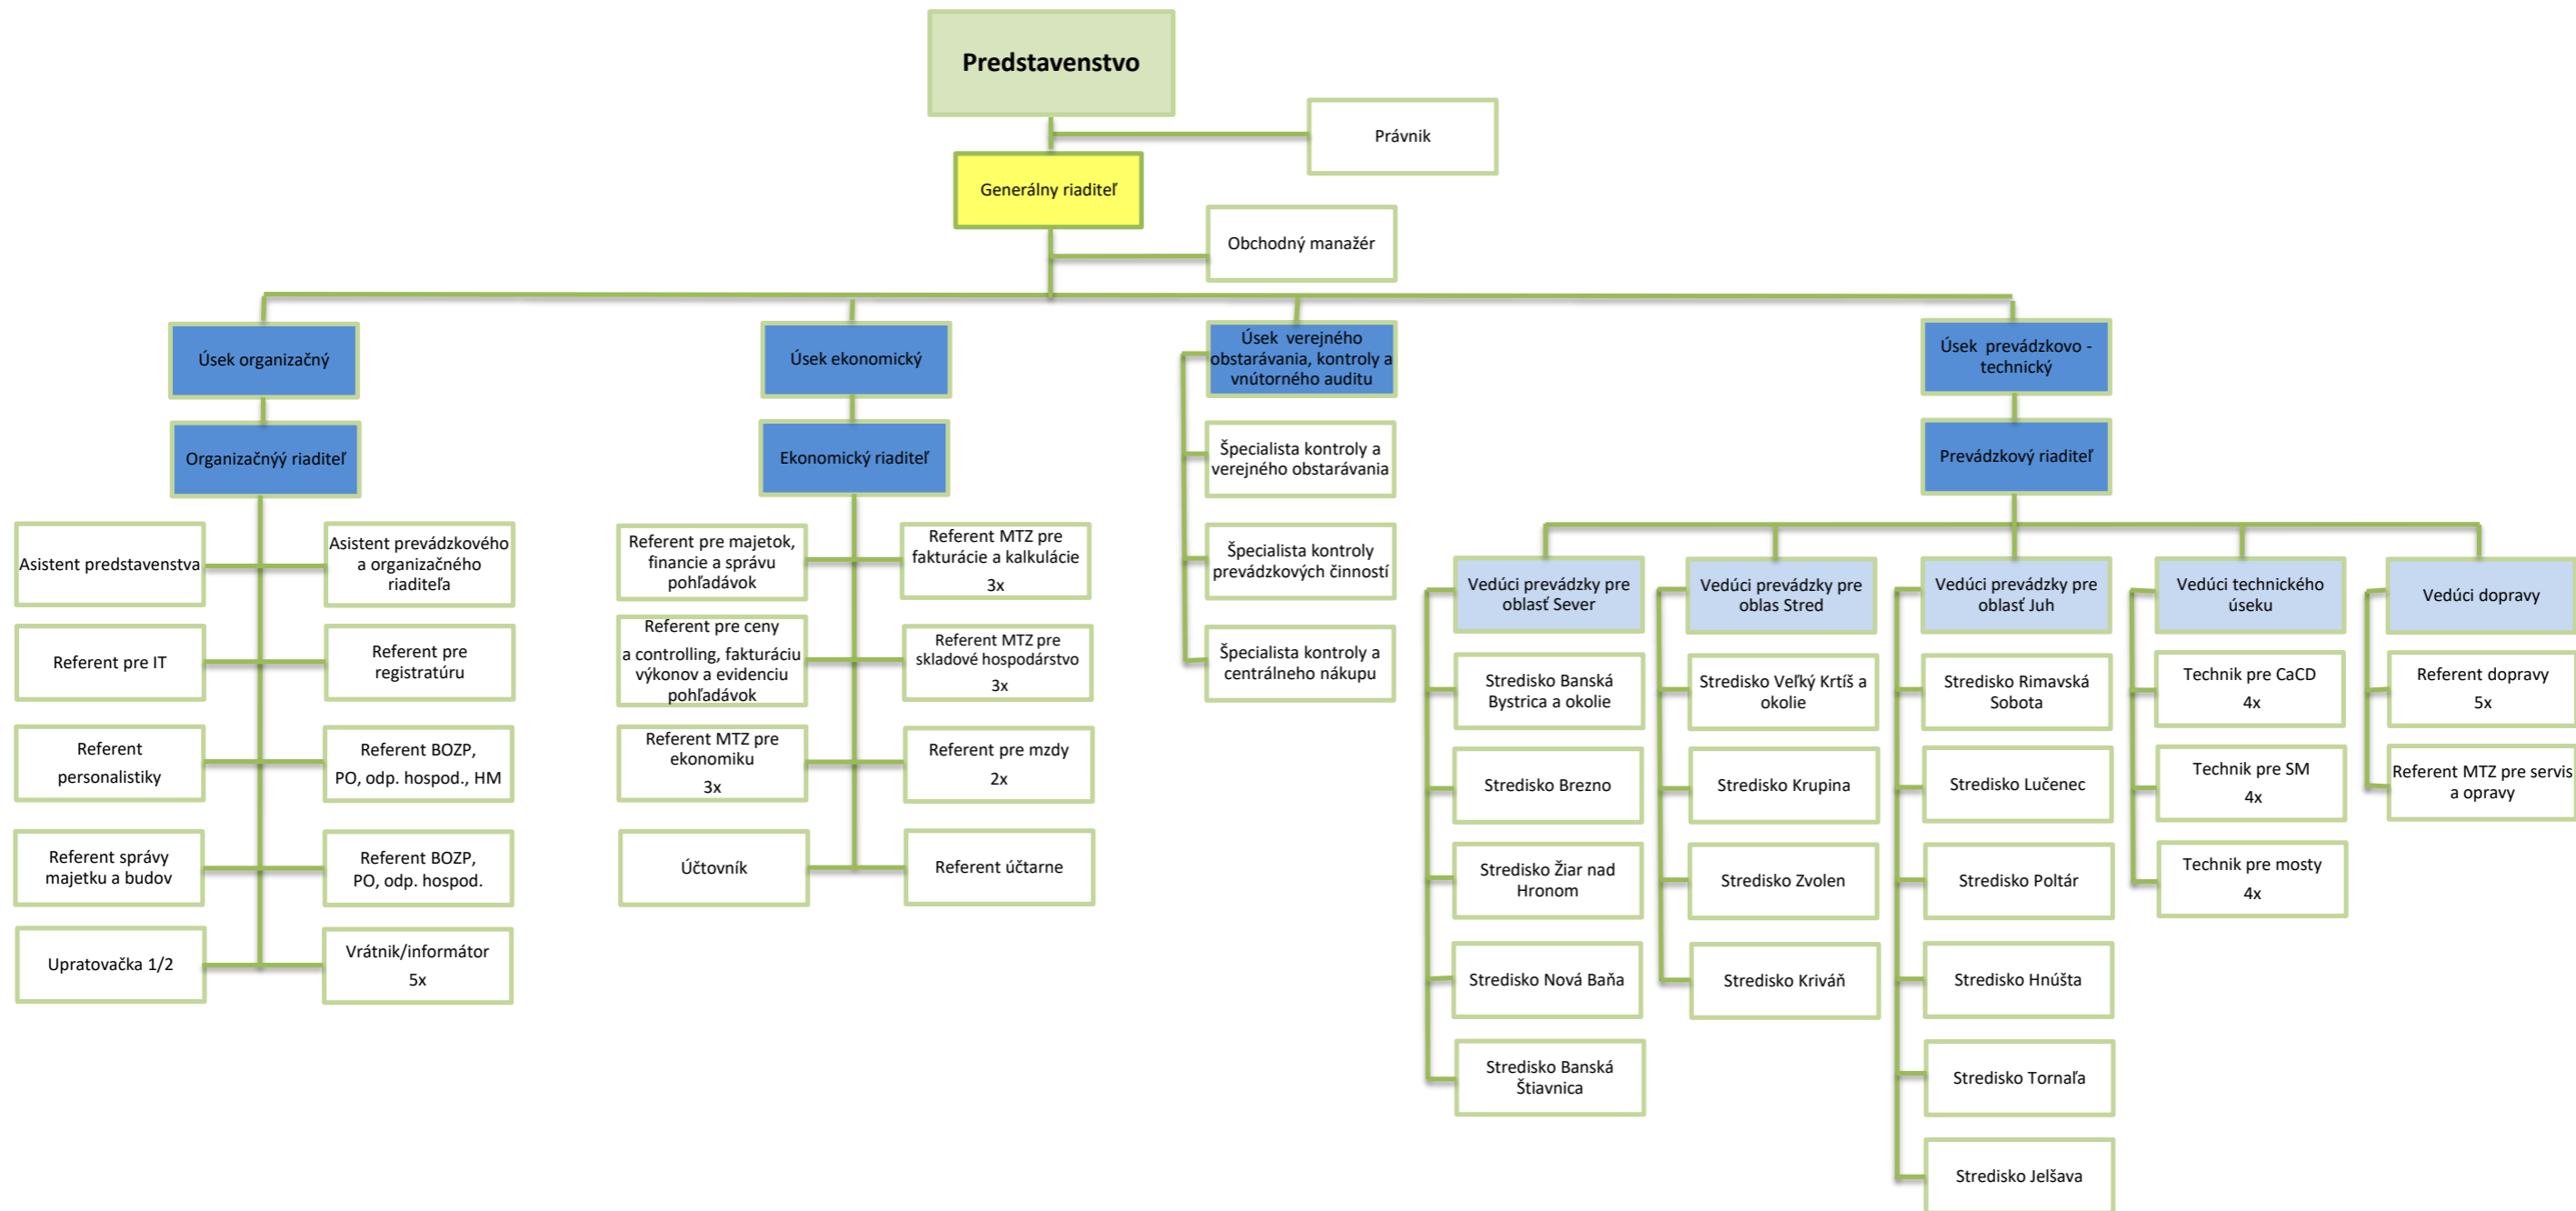 Predstavenstvo
Právnik
Generálny riaditeľ
Obchodný manažér
Úsek organizačný
Organizačnýý riaditeľ
Asistent predstavenstva
Asistent prevádzkového
a organizačného
riaditeľa
Referent pre IT
Referent pre
registratúru
Referent
personalistiky
Referent BOZP,
PO, odp. hospod., HM
Referent správy
majetku a budov
Referent BOZP,
PO, odp. hospod.
Upratovačka 1/2
Vrátnik/informátor
5x
Úsek ekonomický
Ekonomický riaditeľ
Referent pre majetok,
financie a správu
pohľadávok
Referent MTZ pre
fakturácie a kalkulácie
3x
Referent pre ceny
a controlling, fakturáciu
výkonov a evidenciu
pohľadávok
Referent MTZ pre
skladové hospodárstvo
3x
Referent MTZ pre
ekonomiku
3x
Referent pre mzdy
2x
Účtovník
Referent účtarne
Úsek  verejného
obstarávania, kontroly a
vnútorného auditu
Špecialista kontroly a
verejného obstarávania
Špecialista kontroly
prevádzkových činností
Špecialista kontroly a
centrálneho nákupu
Úsek  prevádzkovo -
technický
Prevádzkový riaditeľ
Vedúci prevádzky pre
oblasť Sever
Stredisko Banská
Bystrica a okolie
Stredisko Brezno
Stredisko Žiar nad
Hronom
Stredisko Nová Baňa
Stredisko Banská
Štiavnica
Vedúci prevádzky pre
oblas Stred
Stredisko Veľký Krtíš a
okolie
Stredisko Krupina
Stredisko Zvolen
Stredisko Kriváň
Vedúci prevádzky pre
oblasť Juh
Stredisko Rimavská
Sobota
Stredisko Lučenec
Stredisko Poltár
Stredisko Hnúšta
Stredisko Tornaľa
Stredisko Jelšava
Vedúci technického
úseku
Technik pre CaCD
4x
Technik pre SM
4x
Technik pre mosty
4x
Vedúci dopravy
Referent dopravy
5x
Referent MTZ pre servis
a opravy